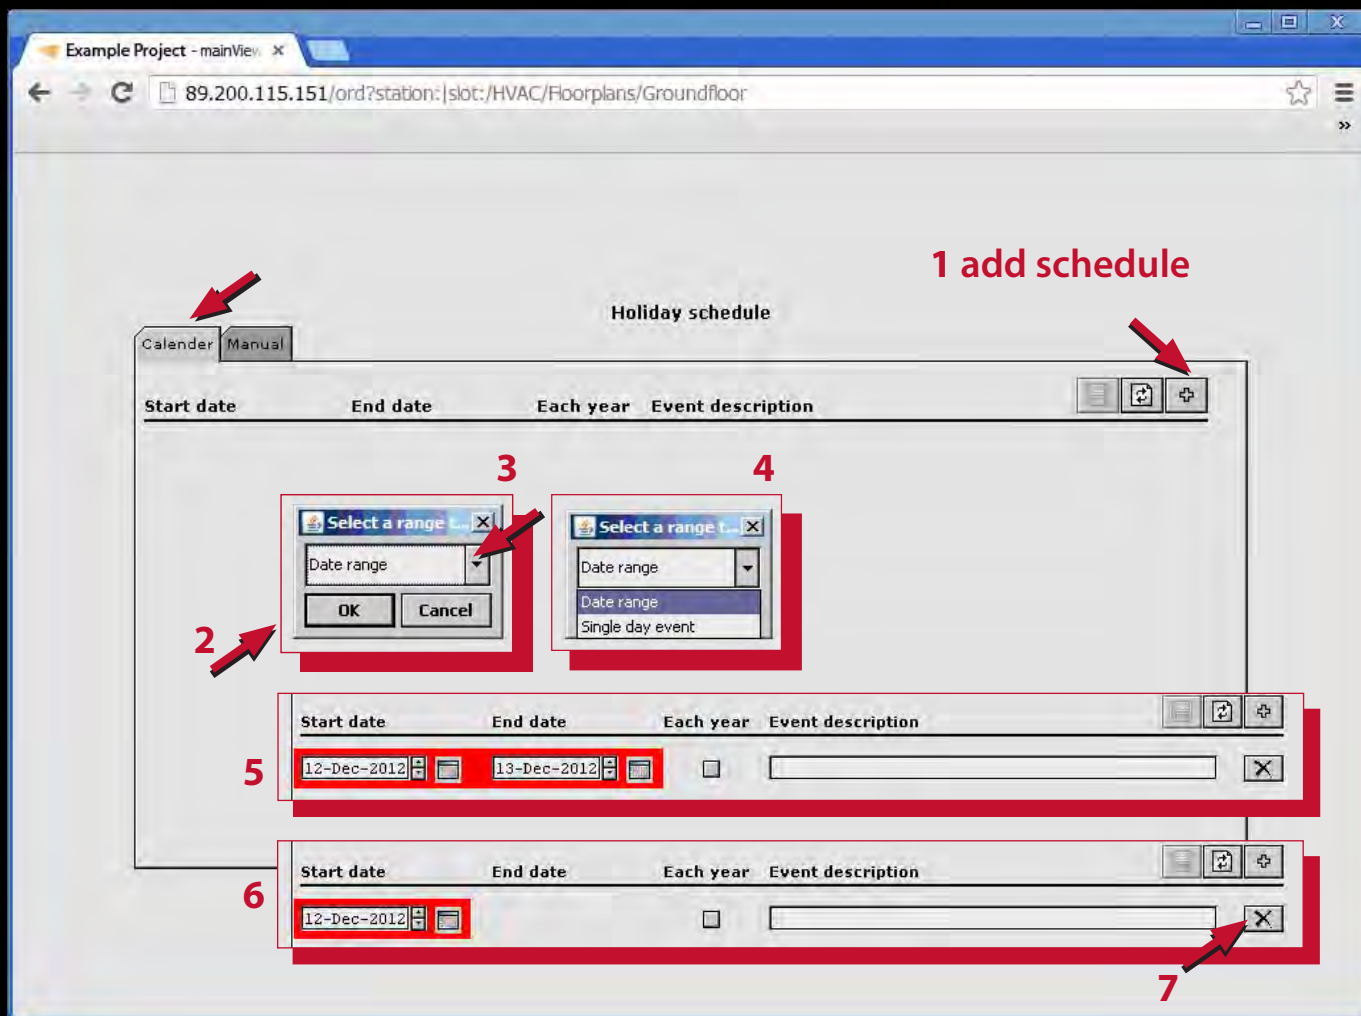 Example Project - mainView
89.200.115.151/ord?station:|slot:/HVAC/Floorplans/Groundfloor
»
1 add schedule
Holiday schedule
Calender Manual
Start date End date Each year Event description
3 4
Select a range t... Select a range t...
Date range Date range
OK Cancel Date range
Single day event
2
Start date End date Each year Event description
5 12-Dec-2012 13-Dec-2012
Start date End date Each year Event description
6
12-Dec-2012
7